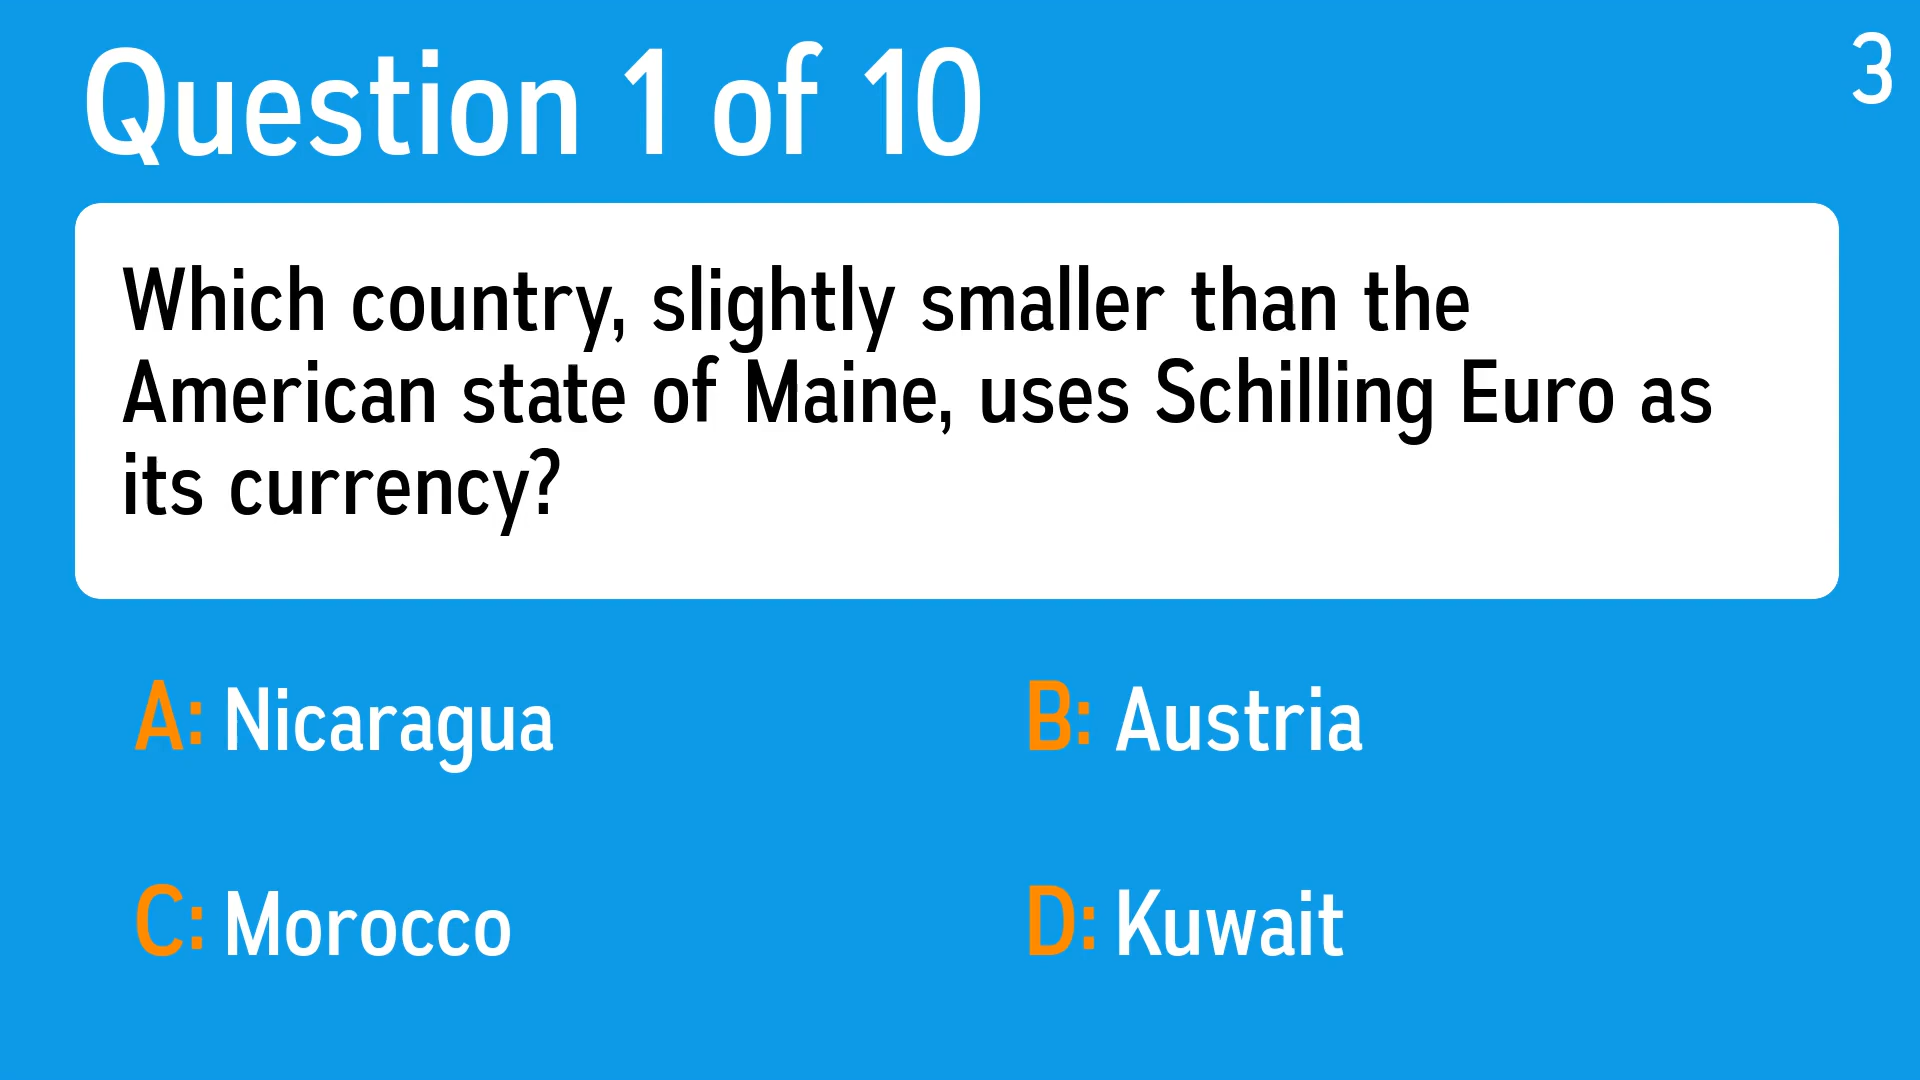 Question 1 of 10
3
Which country, slightly smaller than the
American state of Maine, uses Schilling Euro as
its currency?
A: Nicaragua
B: Austria
C: Morocco
D: Kuwait